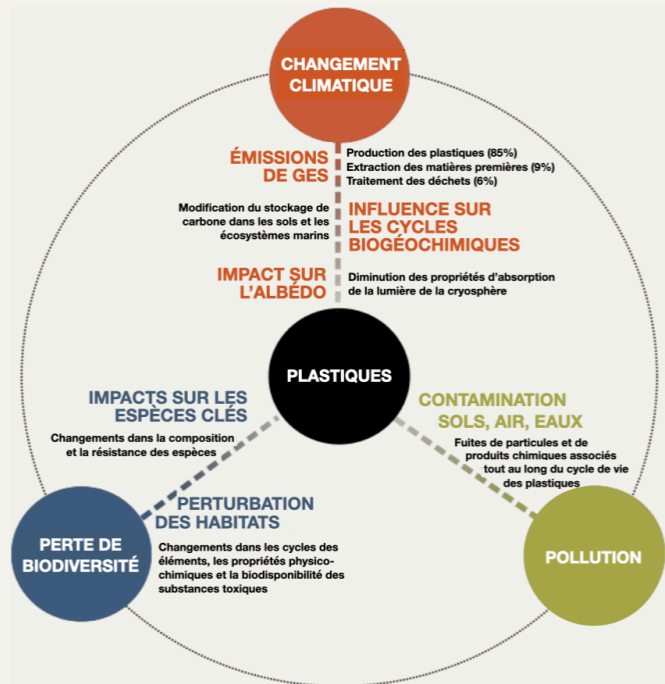 CHANGEMENT
CLIMATIQUE
ÉMISSIONS
DE GES
Production des plastiques (85%)
Extraction des matières premières (9%)
Traitement des déchets (6%)
Modification du stockage de
carbone dans les sols et les
écosystèmes marins
INFLUENCE SUR
LES CYCLES
BIOGÉOCHIMIQUES
IMPACT SUR
L'ALBÉDO
Diminution des propriétés d'absorption
de la lumière de la cryosphère
PLASTIQUES
IMPACTS SUR LES
ESPÈCES CLÉS
Changements dans la composition
et la résistance des espèces
CONTAMINATION
SOLS, AIR, EAUX
Fuites de particules et de
produits chimiques associés
tout au long du cycle de vie
des plastiques
PERTURBATION
DES HABITATS
Changements dans les cycles des
éléments, les propriétés physico-
chimiques et la biodisponibilité des
substances toxiques
PERTE DE
BIODIVERSITÉ
POLLUTION